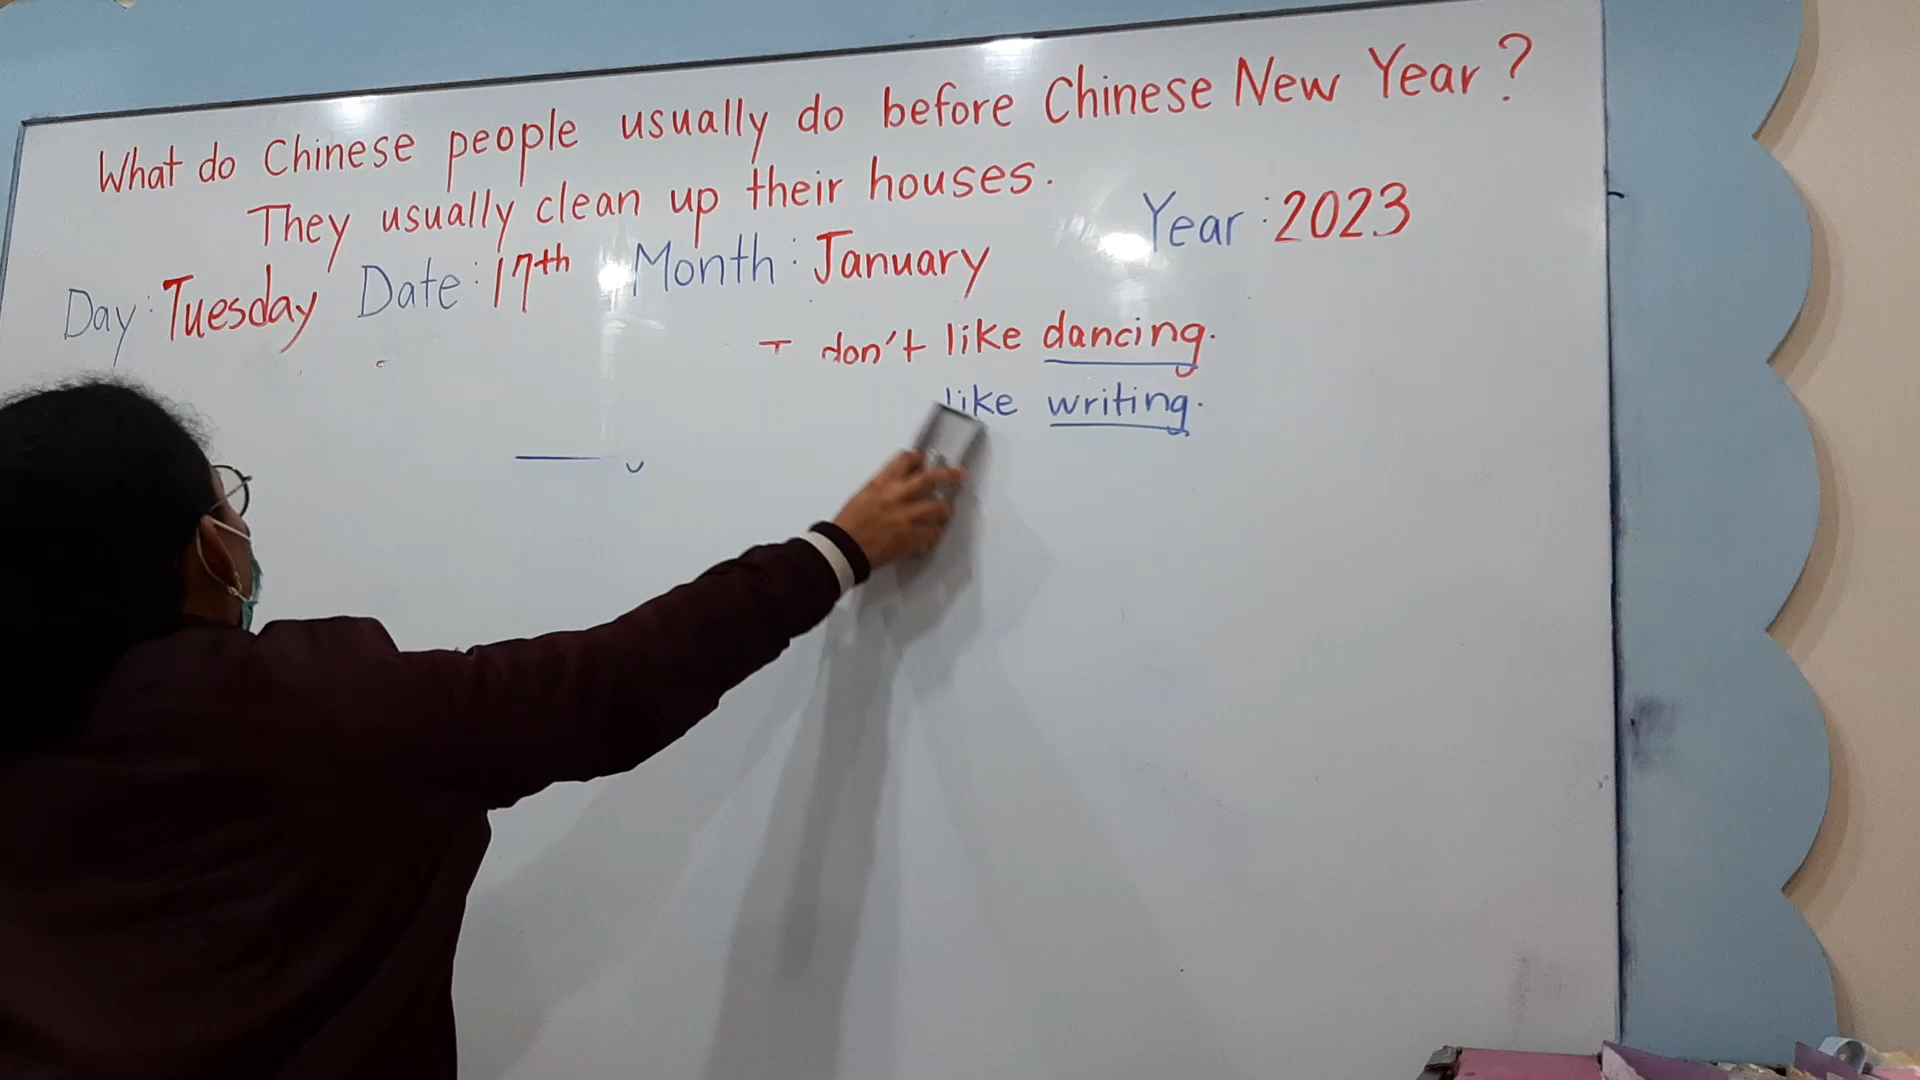 What do Chinese people usually do before Chinese New Year?
They usually clean up their houses.
Day: Tuesday Date: 17th Month: January Year: 2023
I don't like dancing.
like writing.